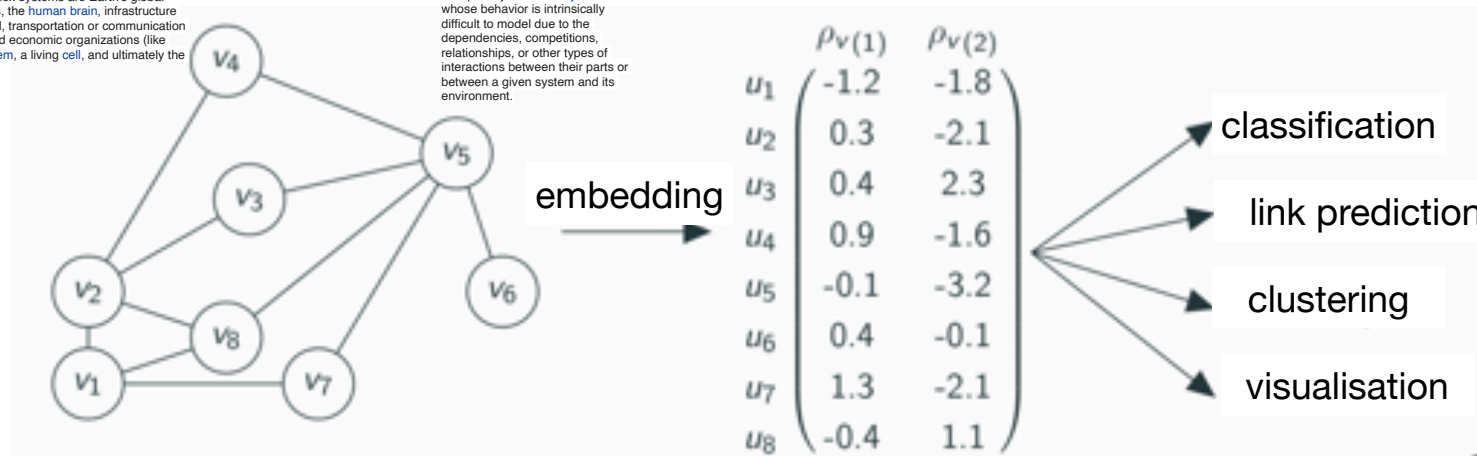 the human brain, infrastructure
, transportation or communication
d economic organizations (like
em, a living cell, and ultimately the
whose behavior is intrinsically
difficult to model due to the
dependencies, competitions,
relationships, or other types of
interactions between their parts or
between a given system and its
environment.
v4
v5
v3
v2
v6
v8
v1
v7
embedding
ρv(1) ρv(2)
u1 -1.2 -1.8
u2 0.3 -2.1
u3 0.4 2.3
u4 0.9 -1.6
u5 -0.1 -3.2
u6 0.4 -0.1
u7 1.3 -2.1
u8 -0.4 1.1
classification
link prediction
clustering
visualisation